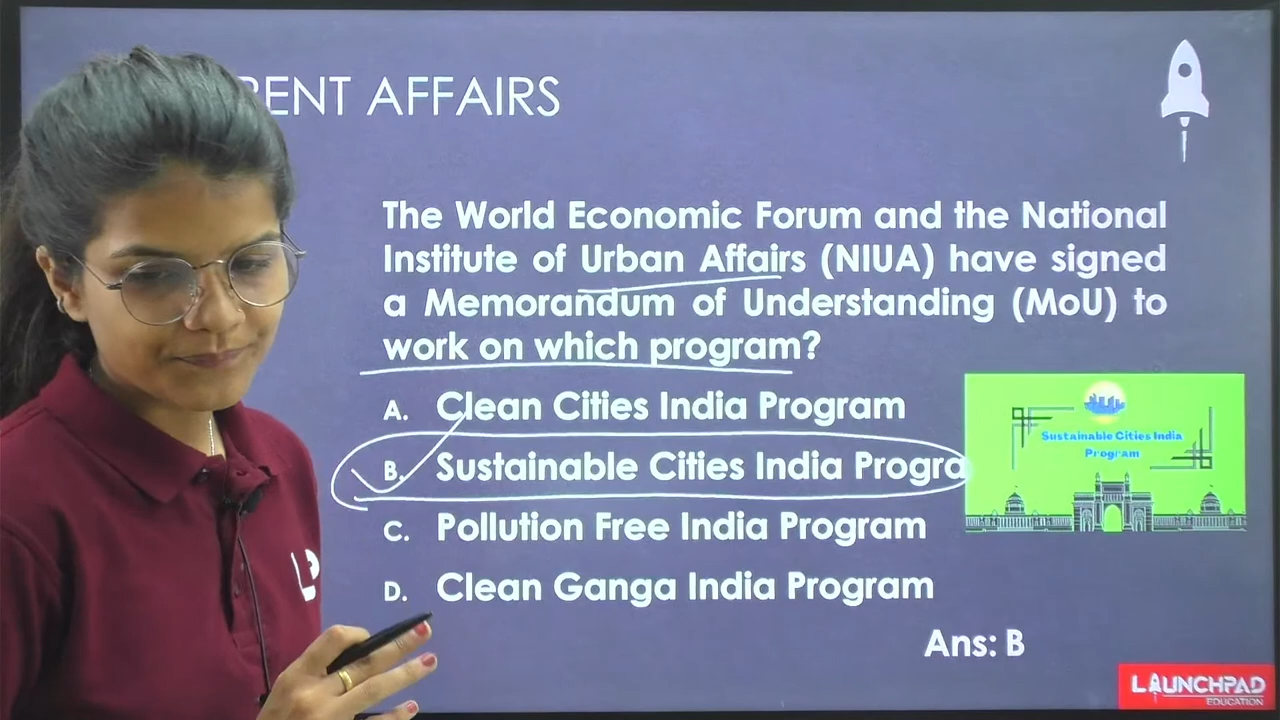 RENT AFFAIRS
The World Economic Forum and the National
Institute of Urban Affairs (NIUA) have signed
a Memorandum of Understanding (MoU) to
work on which program?
A. Clean Cities India Program
B. Sustainable Cities India Progra
Sustainable Cities India
Program
C. Pollution Free India Program
D. Clean Ganga India Program
Ans: B
LAUNCHPAD
EDUCATION